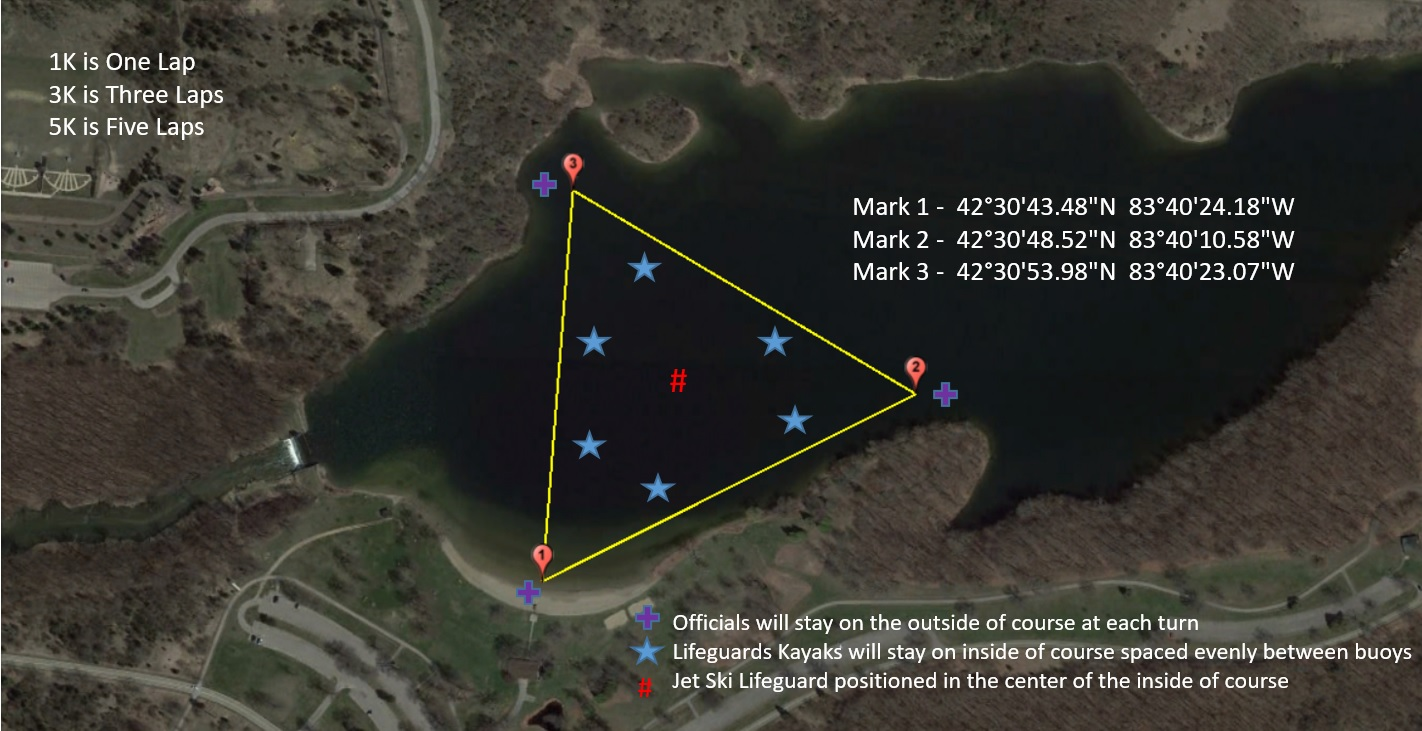 1K is One Lap
3K is Three Laps
5K is Five Laps
3
Mark 1 -  42°30'43.48"N  83°40'24.18"W
Mark 2 -  42°30'48.52"N  83°40'10.58"W
Mark 3 -  42°30'53.98"N  83°40'23.07"W
2
#
1
Officials will stay on the outside of course at each turn
Lifeguards Kayaks will stay on inside of course spaced evenly between buoys
# Jet Ski Lifeguard positioned in the center of the inside of course